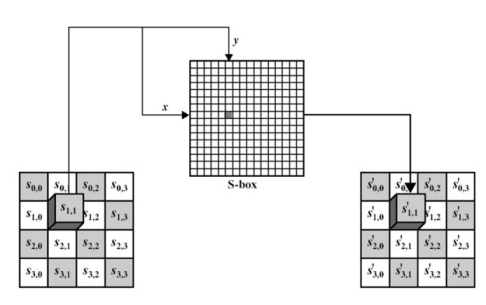 y
x
S-box
s0,0 s0,1 s0,2 s0,3
s1,0 s1,1 s1,2 s1,3
s2,0 s2,1 s2,2 s2,3
s3,0 s3,1 s3,2 s3,3
s'0,0 s'0,1 s'0,2 s'0,3
s'1,0 s'1,1 s'1,2 s'1,3
s'2,0 s'2,1 s'2,2 s'2,3
s'3,0 s'3,1 s'3,2 s'3,3